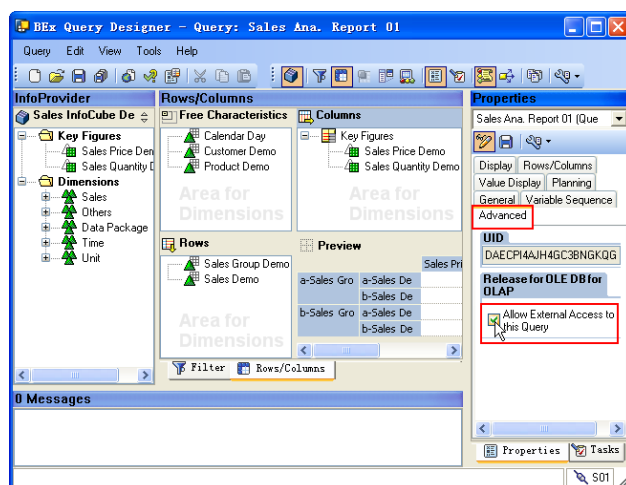 BEx Query Designer - Query: Sales Ana. Report 01
Query Edit View Tools Help
InfoProvider
Sales InfoCube De
Key Figures
Sales Price Den
Sales Quantity D
Dimensions
Sales
Others
Data Package
Time
Unit
Rows/Columns
Free Characteristics
Calendar Day
Customer Demo
Product Demo
Area for
Dimensions
Columns
Key Figures
Sales Price Demo
Sales Quantity Demo
Area for
Dimensions
Rows
Sales Group Demo
Sales Demo
Area for
Dimensions
Preview
Sales Pri
a-Sales Gro a-Sales De
b-Sales De
b-Sales Gro a-Sales De
b-Sales De
Filter Rows/Columns
Properties
Sales Ana. Report 01 (Que
Display Rows/Columns
Value Display Planning
General Variable Sequence
Advanced
UID
DAECPI4AJH4GC3BNGKQG
Release for OLE DB for
OLAP
Allow External Access to
this Query
Properties Tasks
0 Messages
S01